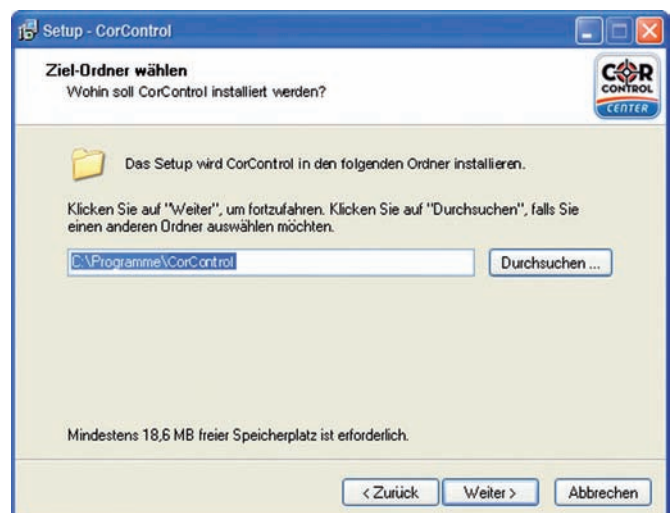 Setup - CorControl
Ziel-Ordner wählen
Wohin soll CorControl installiert werden?
COR
CONTROL
CENTER
Das Setup wird CorControl in den folgenden Ordner installieren.
Klicken Sie auf "Weiter", um fortzufahren. Klicken Sie auf "Durchsuchen", falls Sie
einen anderen Ordner auswählen möchten.
C:\Programme\CorControl
Durchsuchen ...
Mindestens 18,6 MB freier Speicherplatz ist erforderlich.
< Zurück
Weiter >
Abbrechen